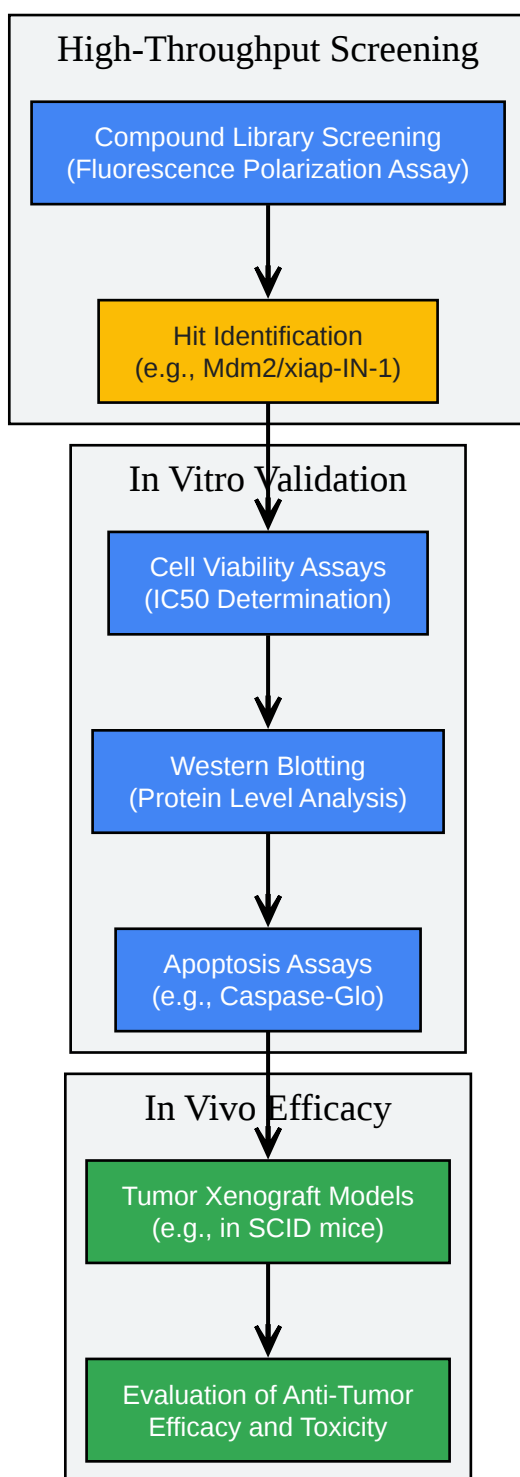 High-Throughput Screening
Compound Library Screening
(Fluorescence Polarization Assay)
Hit Identification
(e.g., Mdm2/xiap-IN-1)
In Vitro Validation
Cell Viability Assays
(IC50 Determination)
Western Blotting
(Protein Level Analysis)
Apoptosis Assays
(e.g., Caspase-Glo)
In Vivo Efficacy
Tumor Xenograft Models
(e.g., in SCID mice)
Evaluation of Anti-Tumor
Efficacy and Toxicity